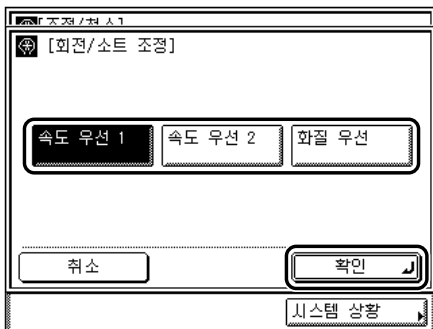 [회전/소트 조정]
속도 우선 1 속도 우선 2 화질 우선
취소 확인
시스템 상황